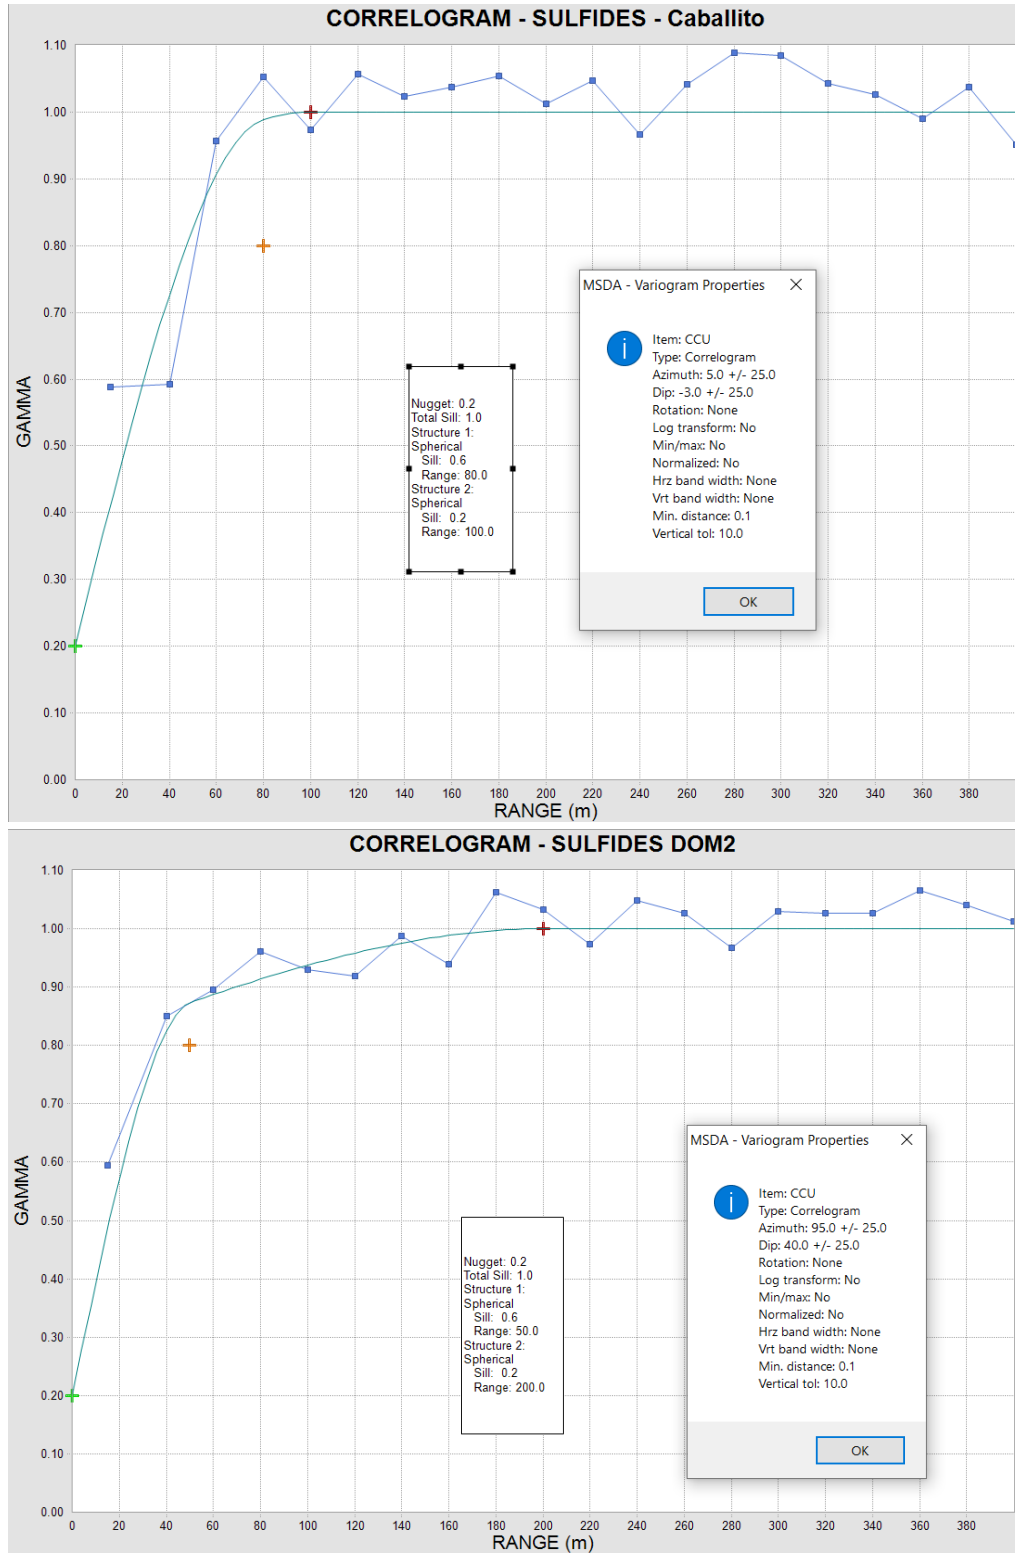 CORRELOGRAM - SULFIDES - Caballito
1.10
1.00
0.90
0.80
0.70
0.60
0.50
0.40
0.30
0.20
0.10
0.00
GAMMA
MSDA - Variogram Properties
Item: CCU
Type: Correlogram
Azimuth: 5.0 +/- 25.0
Dip: -3.0 +/- 25.0
Rotation: None
Log transform: No
Min/max: No
Normalized: No
Hrz band width: None
Vrt band width: None
Min. distance: 0.1
Vertical tol: 10.0
OK
Nugget: 0.2
Total Sill: 1.0
Structure 1:
Spherical
Sill: 0.6
Range: 80.0
Structure 2:
Spherical
Sill: 0.2
Range: 100.0
0 20 40 60 80 100 120 140 160 180 200 220 240 260 280 300 320 340 360 380
RANGE (m)
CORRELOGRAM - SULFIDES DOM2
1.10
1.00
0.90
0.80
0.70
0.60
0.50
0.40
0.30
0.20
0.10
0.00
GAMMA
MSDA - Variogram Properties
Item: CCU
Type: Correlogram
Azimuth: 95.0 +/- 25.0
Dip: 40.0 +/- 25.0
Rotation: None
Log transform: No
Min/max: No
Normalized: No
Hrz band width: None
Vrt band width: None
Min. distance: 0.1
Vertical tol: 10.0
OK
Nugget: 0.2
Total Sill: 1.0
Structure 1:
Spherical
Sill: 0.6
Range: 50.0
Structure 2:
Spherical
Sill: 0.2
Range: 200.0
0 20 40 60 80 100 120 140 160 180 200 220 240 260 280 300 320 340 360 380
RANGE (m)